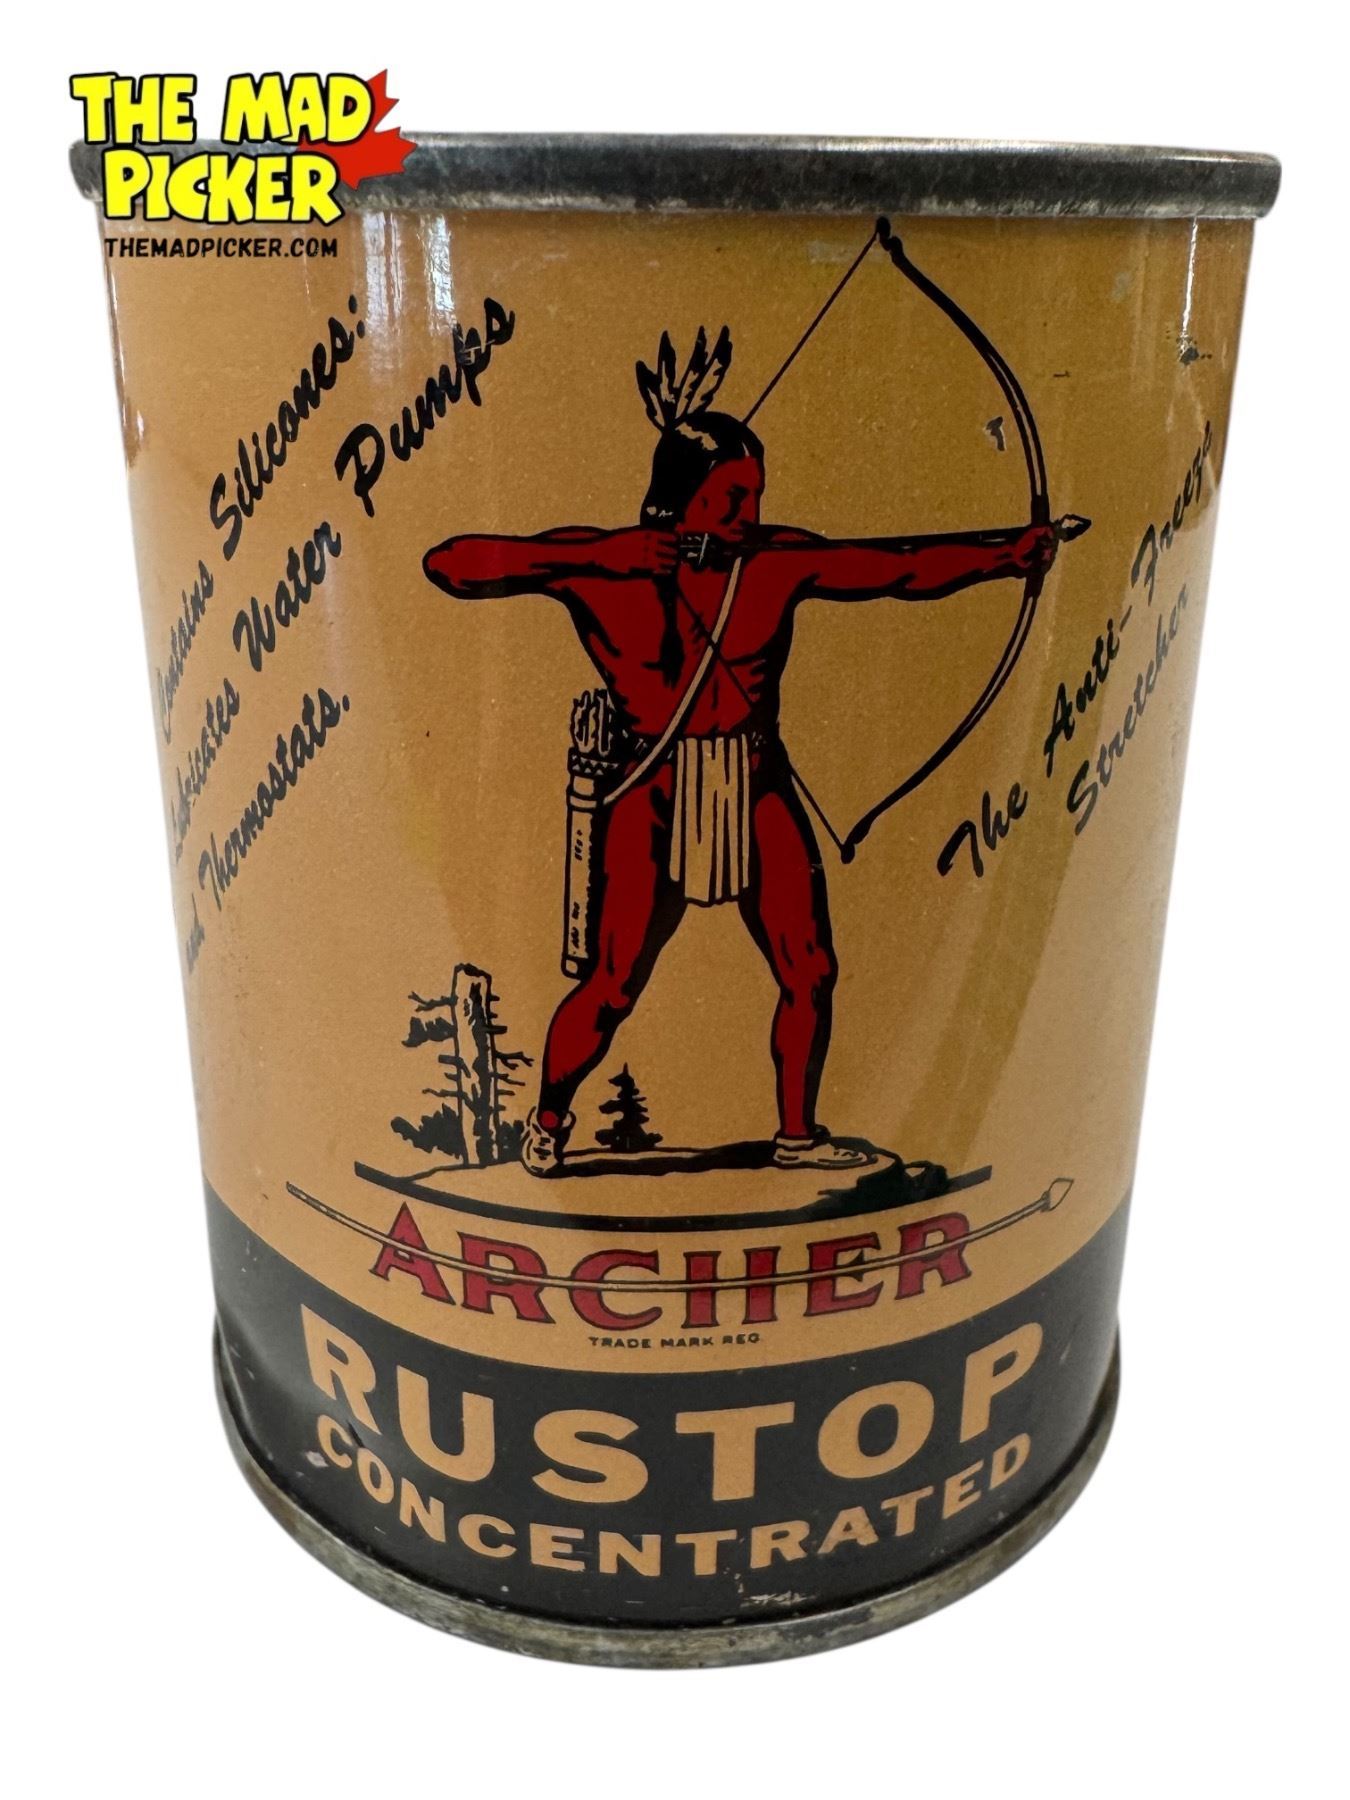 THE MAD
PICKER
THEMADPICKER.COM
Contains Silicones:
Lubricates Water Pumps
and Thermostats.
The Anti-Freeze
Stretcher
ARCHER
TRADE MARK REG
RUSTOP
CONCENTRATED